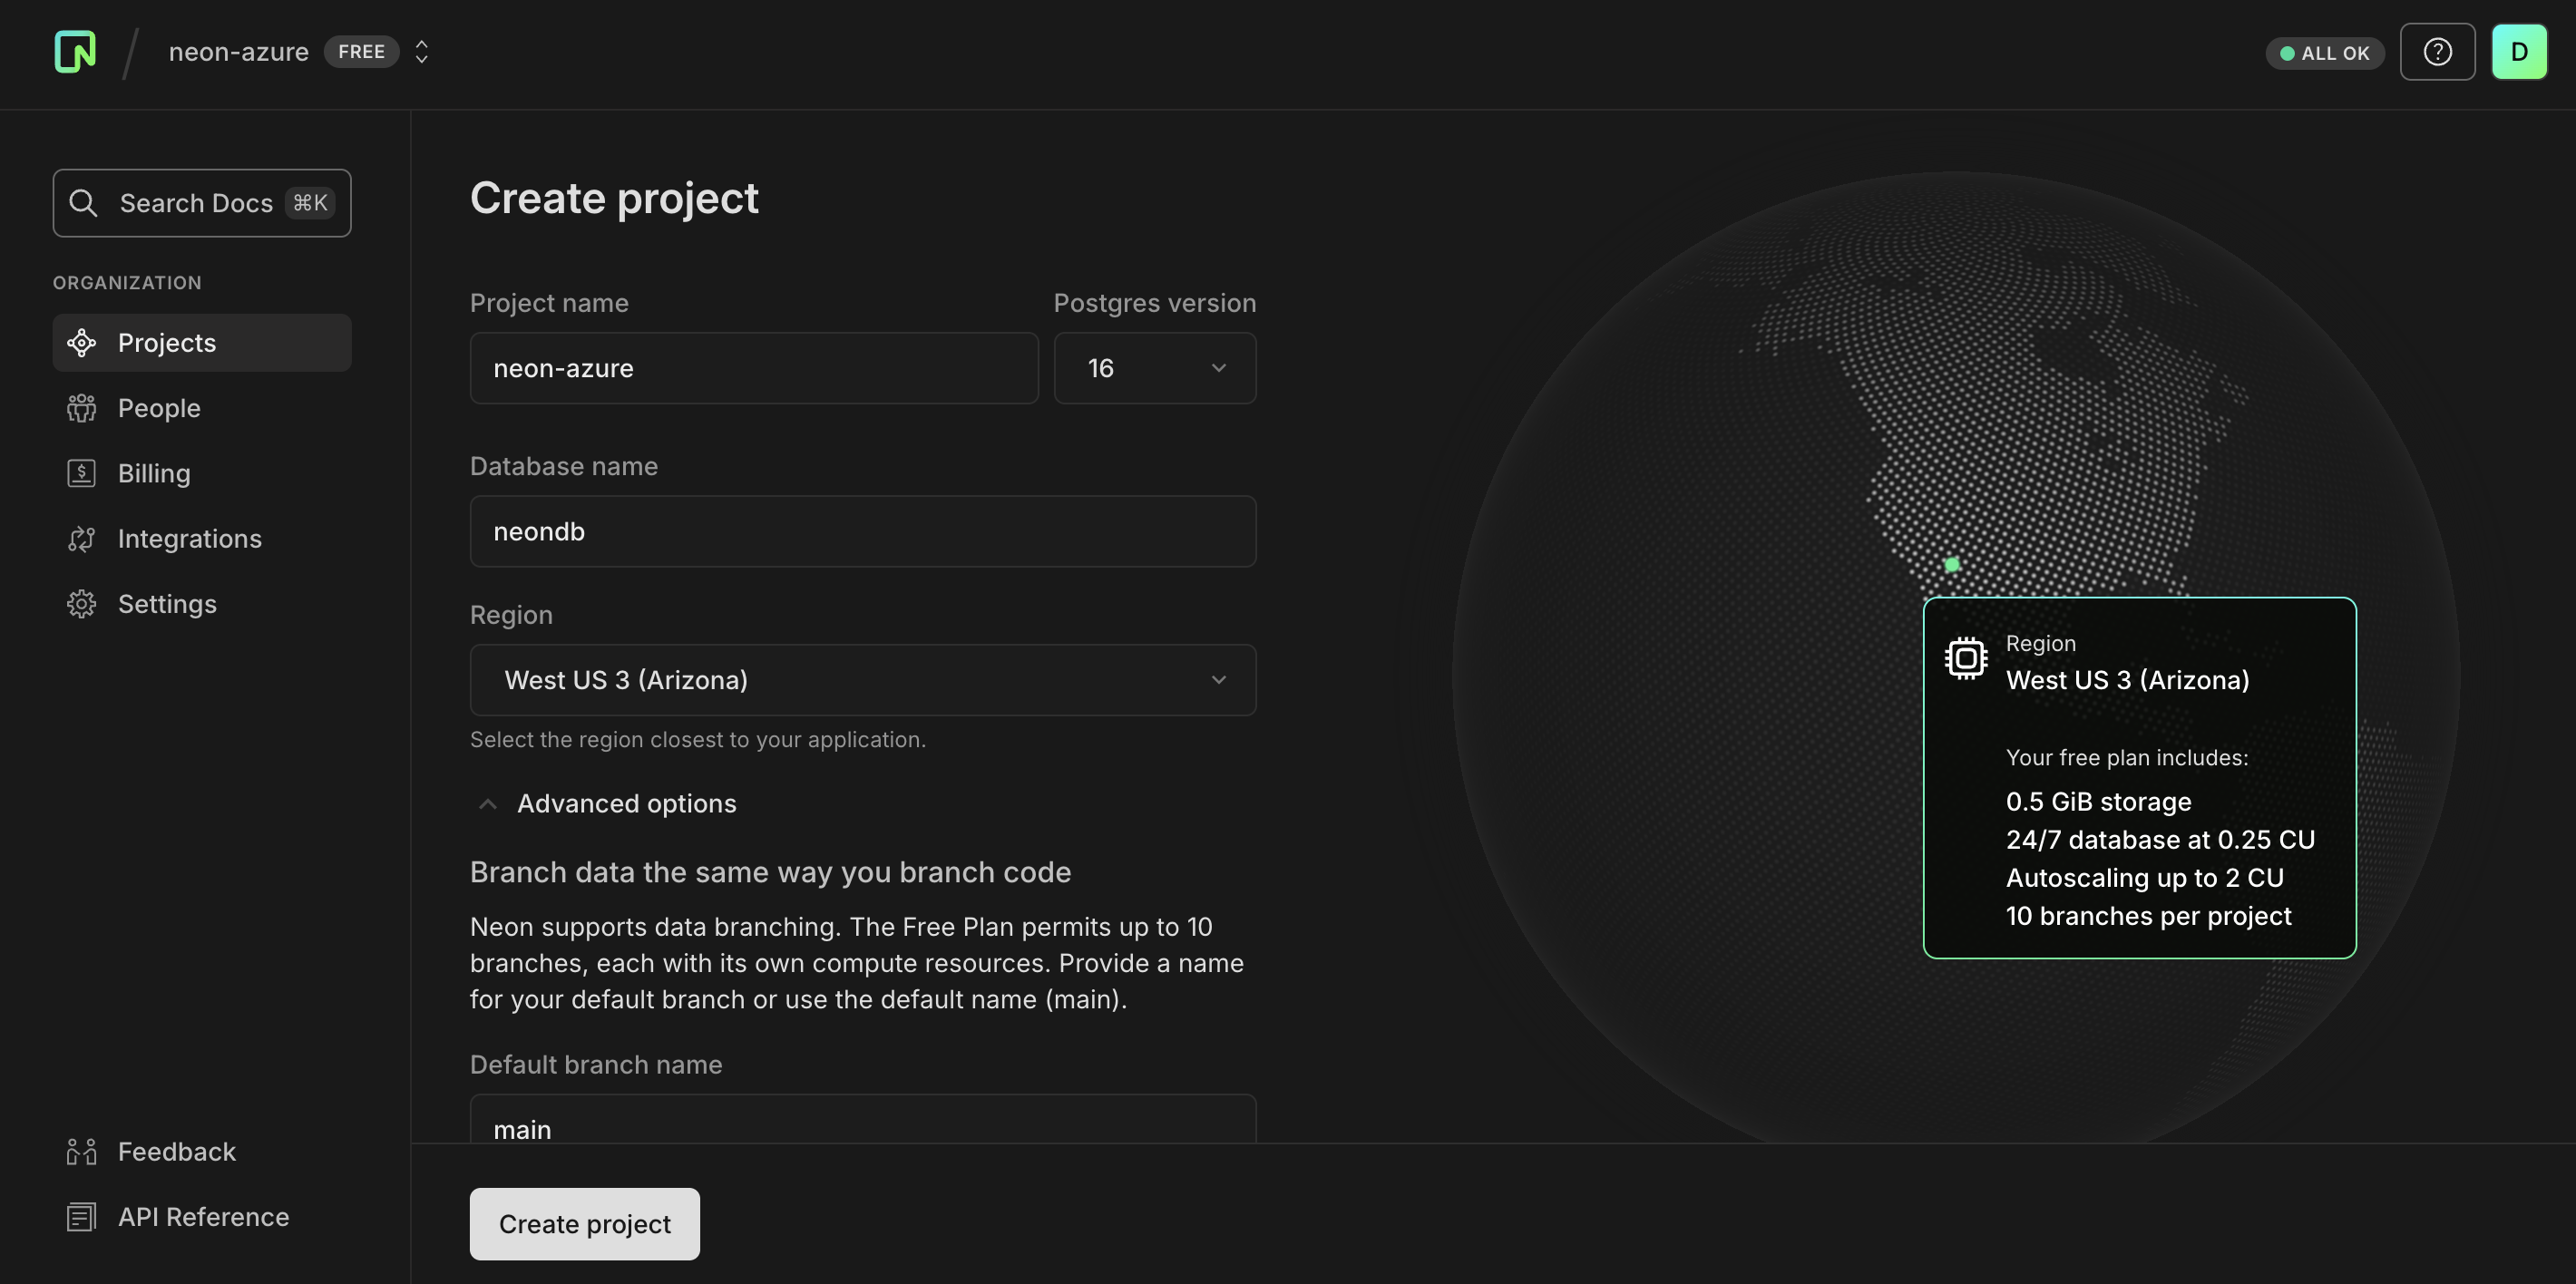 neon-azure FREE
ALL OK
D
Search Docs ⌘K
ORGANIZATION
Projects
People
Billing
Integrations
Settings
Feedback
API Reference
Create project
Project name
neon-azure
Postgres version
16
Database name
neondb
Region
West US 3 (Arizona)
Select the region closest to your application.
Advanced options
Branch data the same way you branch code
Neon supports data branching. The Free Plan permits up to 10
branches, each with its own compute resources. Provide a name
for your default branch or use the default name (main).
Default branch name
main
Create project
Region
West US 3 (Arizona)
Your free plan includes:
0.5 GiB storage
24/7 database at 0.25 CU
Autoscaling up to 2 CU
10 branches per project